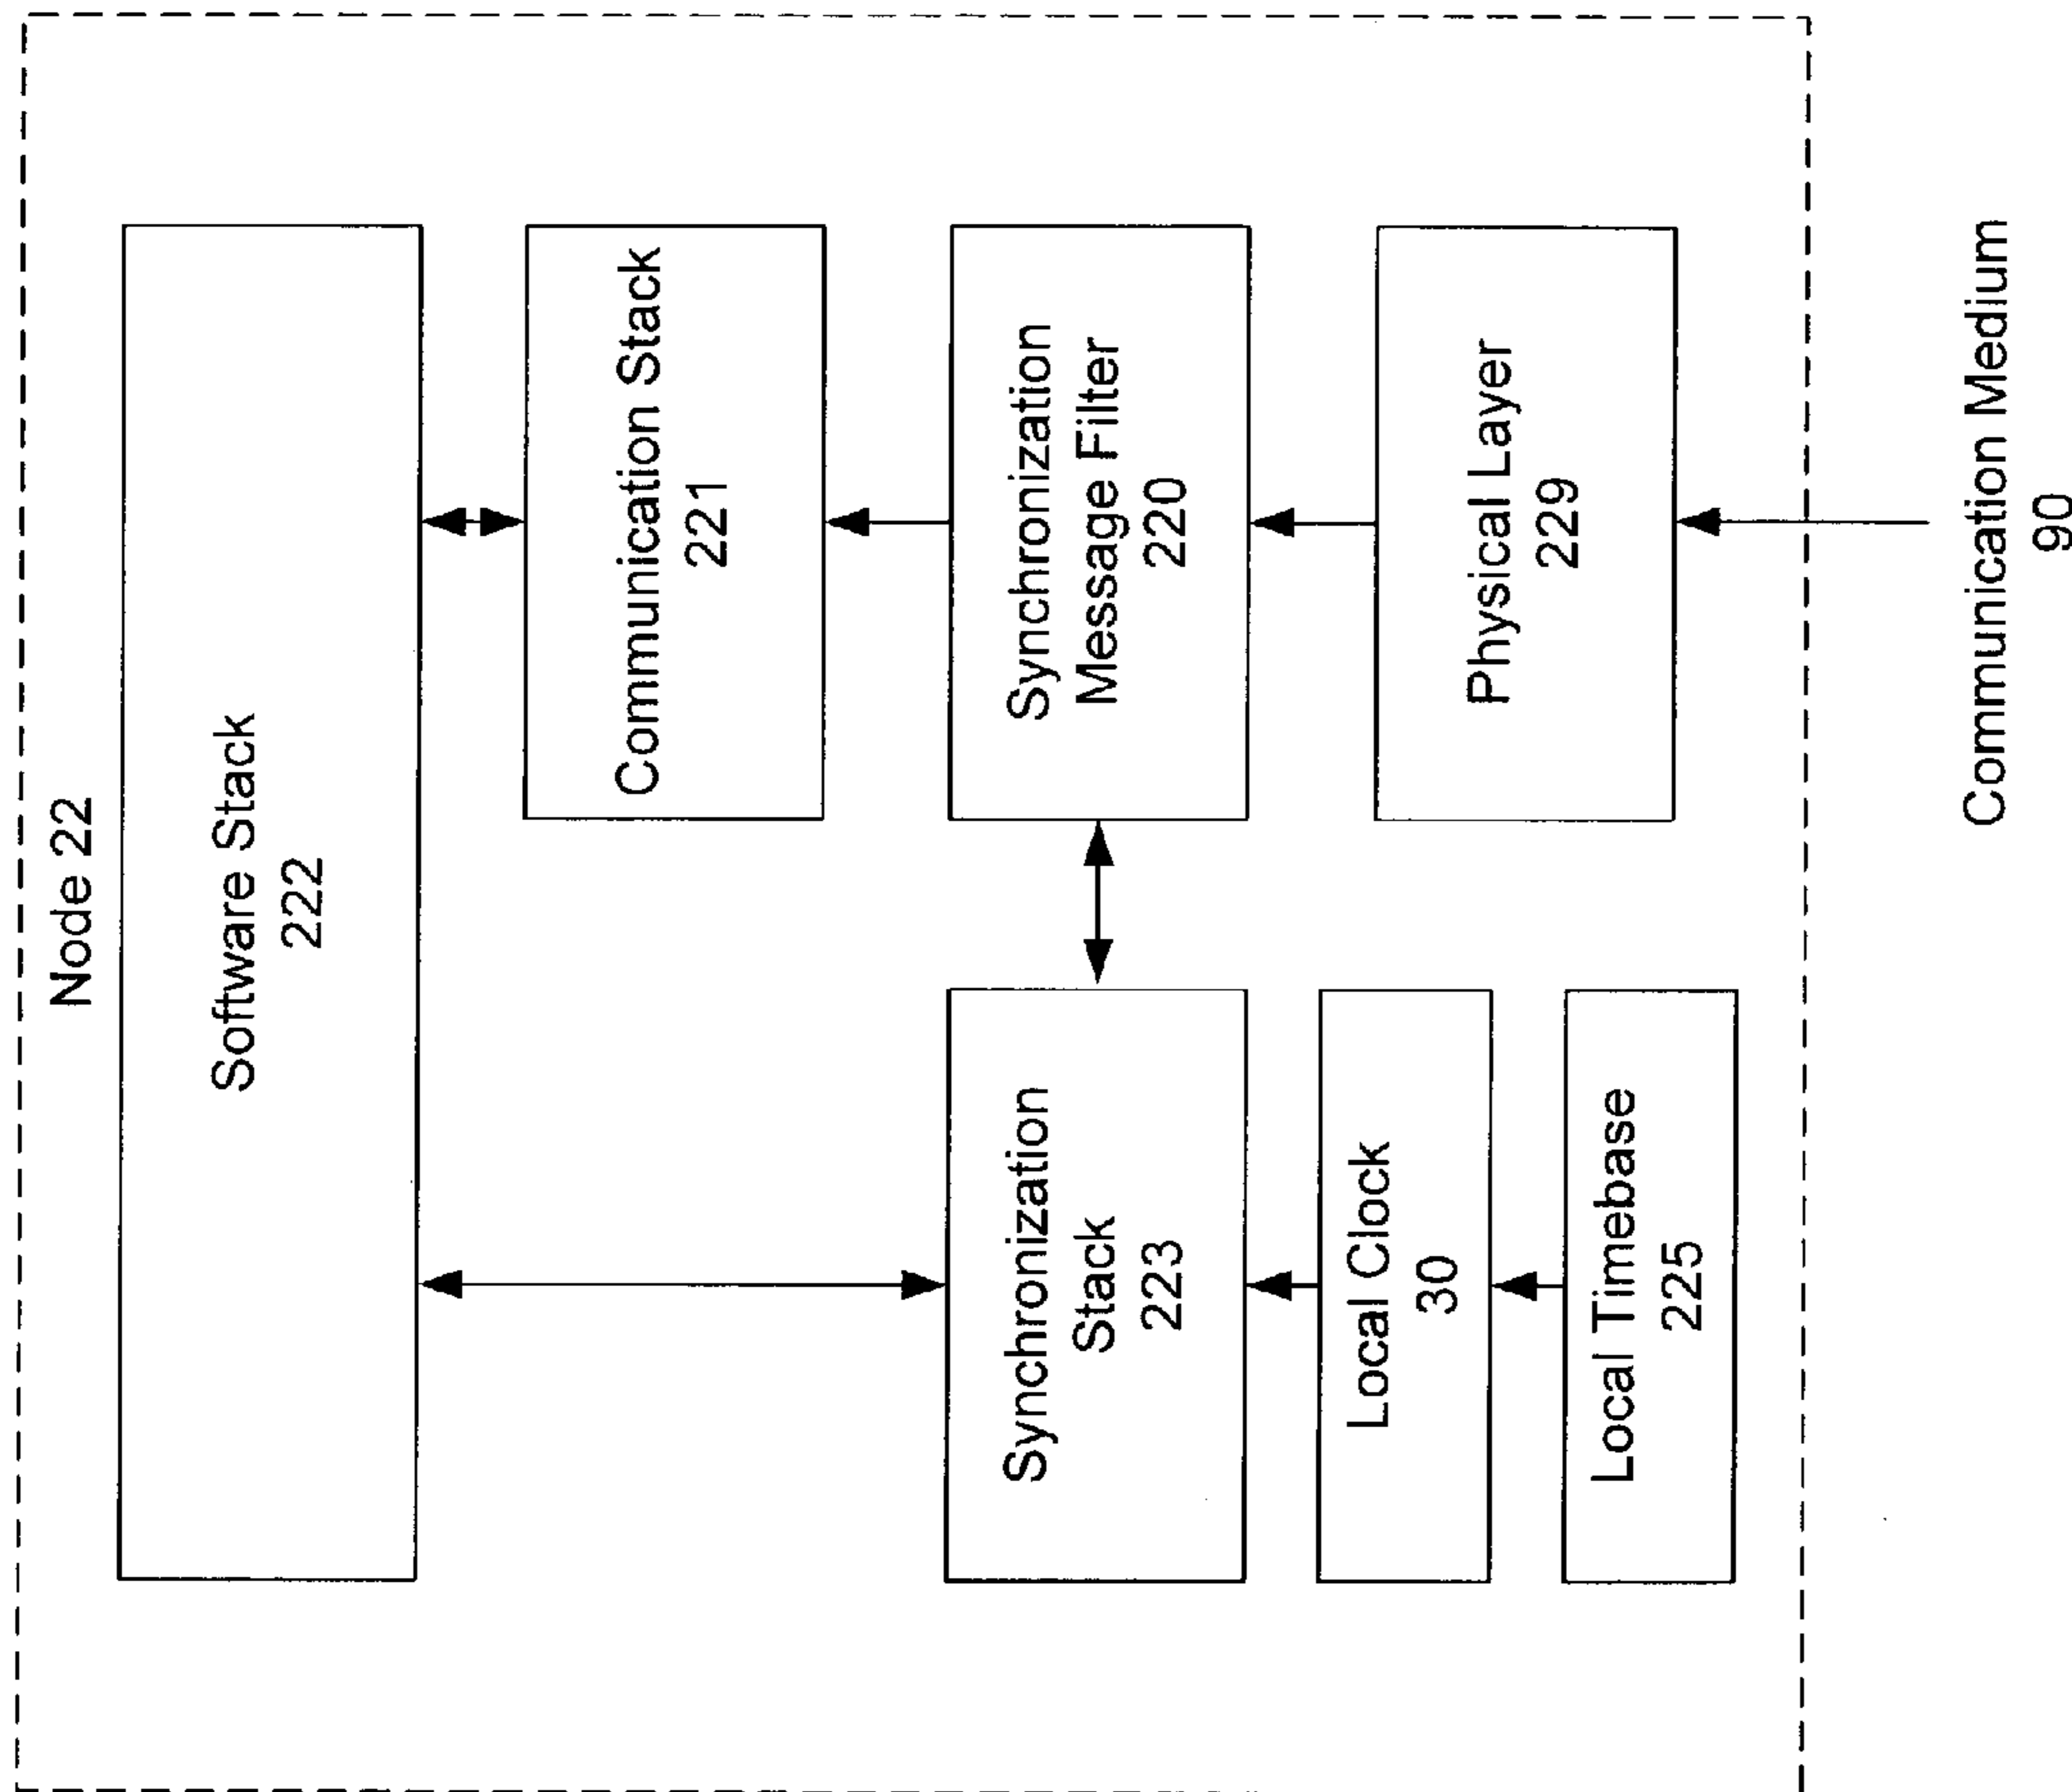 Node 22
Software Stack
222
Communication Stack
221
Synchronization
Stack
223
Synchronization
Message Filter
220
Local Clock
30
Physical Layer
229
Local Timebase
225
Communication Medium
90